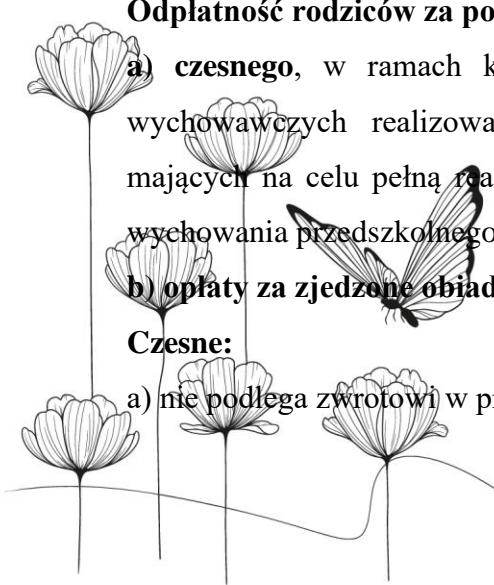 Odpłatność rodziców za po
a) czesnego, w ramach k
wychowawczych realizowa
mających na celu pełną rea
wychowania przedszkolnego
b) opłaty za zjedzone obiad
Czesne:
a) nie podlega zwrotowi w pr